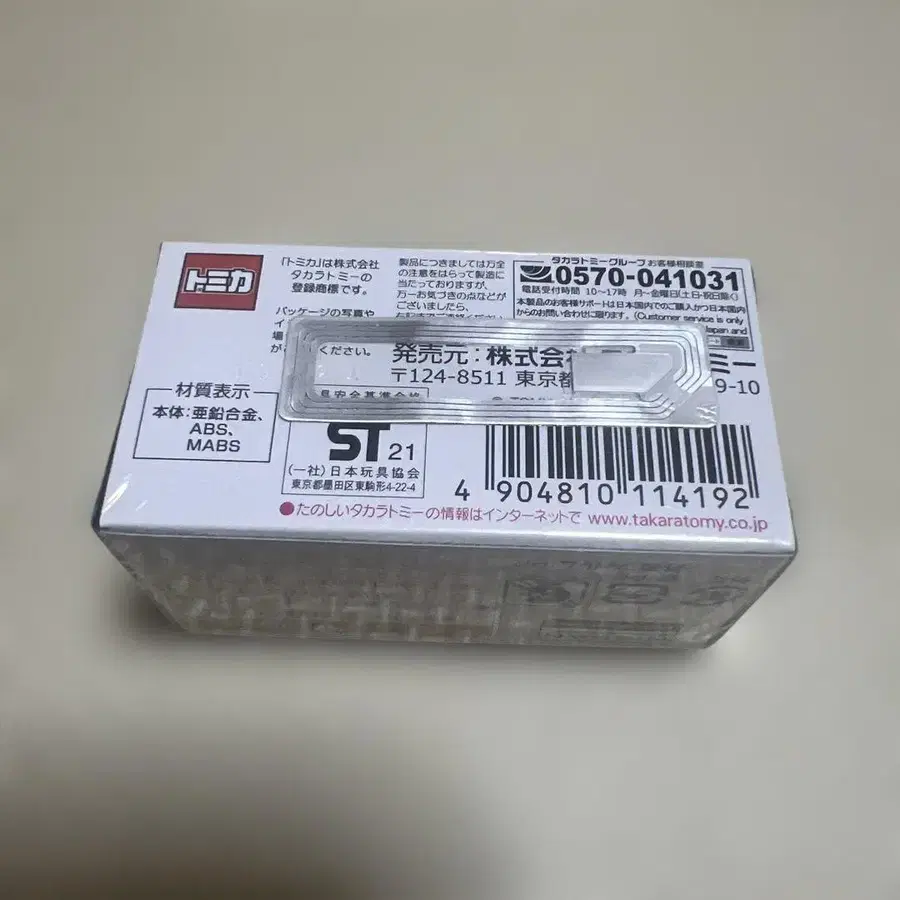 トミカ
「トミカ」は株式会社
タカラトミーの
登録商標です。
パッケージの写真や
ください。
製品につきましては万全
の注意をはらって製造に
当たっておりますが、
万一お気づきの点などが
ございましたら、
タカラトミーグループ お客様相談室
0570-041031
電話受付時間 10〜17時 月〜金曜日(土・日・祝日除く)
本製品のお客様サポートは日本国内でのご購入かつ日本国内
からのお問い合わせに限ります。(Customer service is only
Japan and
発売元:株式会社
ミー
〒124-8511 東京都
9-10
材質表示
本体:亜鉛合金、
ABS、
MABS
ST 21
(一社)日本玩具協会
東京都墨田区東駒形4-22-4
4 904810 114192
●たのしいタカラトミーの情報はインターネットで www.takaratomy.co.jp